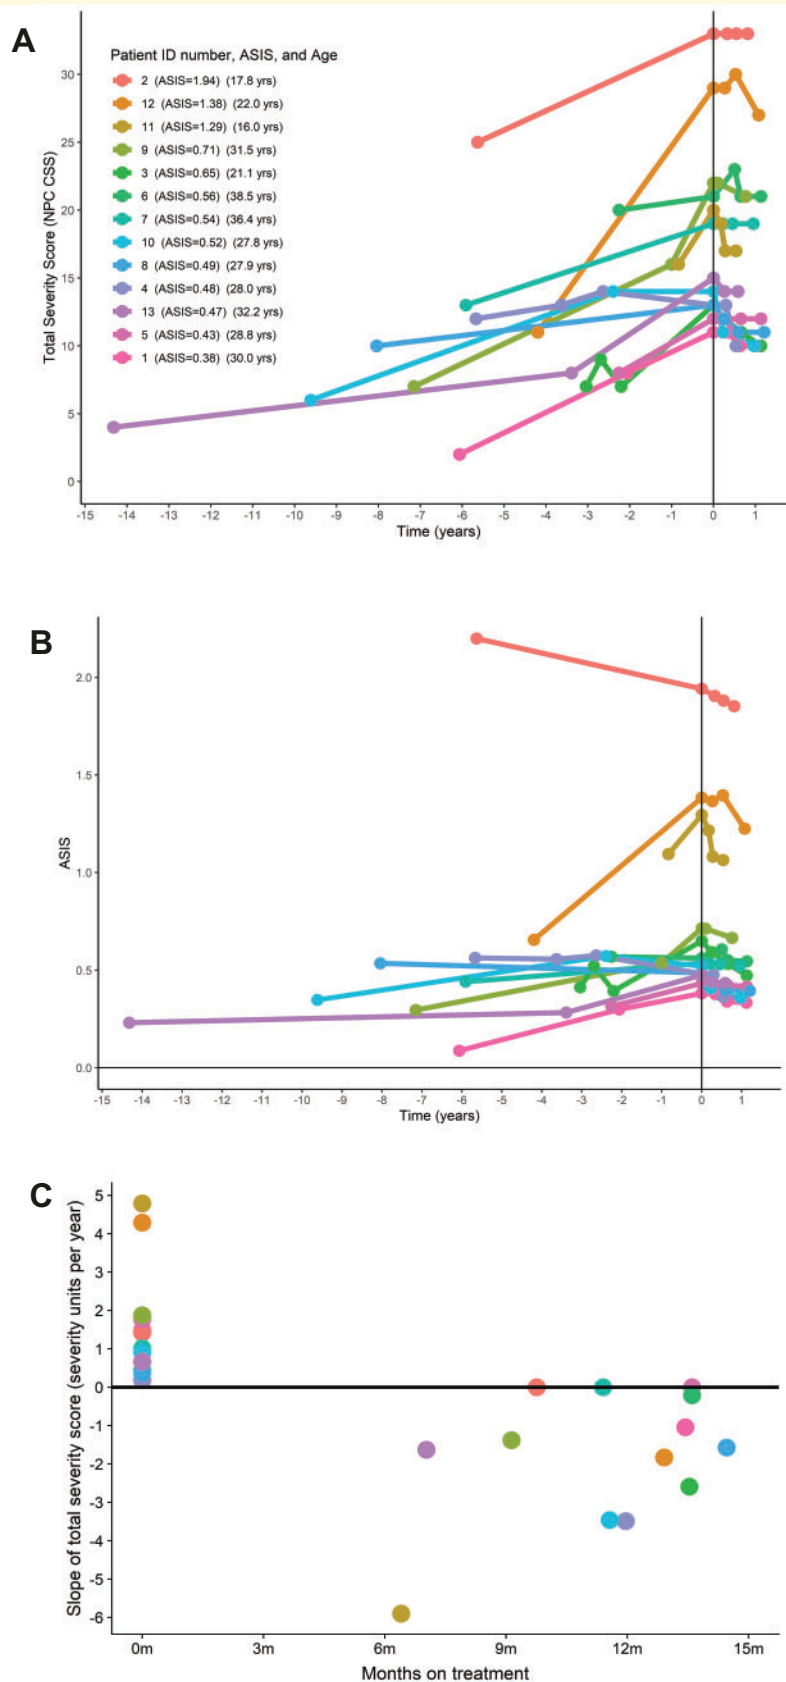 A
Patient ID number, ASIS, and Age
2 (ASIS=1.94) (17.8 yrs)
12 (ASIS=1.38) (22.0 yrs)
11 (ASIS=1.29) (16.0 yrs)
9 (ASIS=0.71) (31.5 yrs)
3 (ASIS=0.65) (21.1 yrs)
6 (ASIS=0.56) (38.5 yrs)
7 (ASIS=0.54) (36.4 yrs)
10 (ASIS=0.52) (27.8 yrs)
8 (ASIS=0.49) (27.9 yrs)
4 (ASIS=0.48) (28.0 yrs)
13 (ASIS=0.47) (32.2 yrs)
5 (ASIS=0.43) (28.8 yrs)
1 (ASIS=0.38) (30.0 yrs)
Total Severity Score (NPC CSS)
30
25
20
15
10
5
0
-15 -14 -13 -12 -11 -10 -9 -8 -7 -6 -5 -4 -3 -2 -1 0 1
Time (years)
B
ASIS
2.0
1.5
1.0
0.5
0.0
-15 -14 -13 -12 -11 -10 -9 -8 -7 -6 -5 -4 -3 -2 -1 0 1
Time (years)
C
Slope of total severity score (severity units per year)
5
4
3
2
1
0
-1
-2
-3
-4
-5
-6
0m 3m 6m 9m 12m 15m
Months on treatment